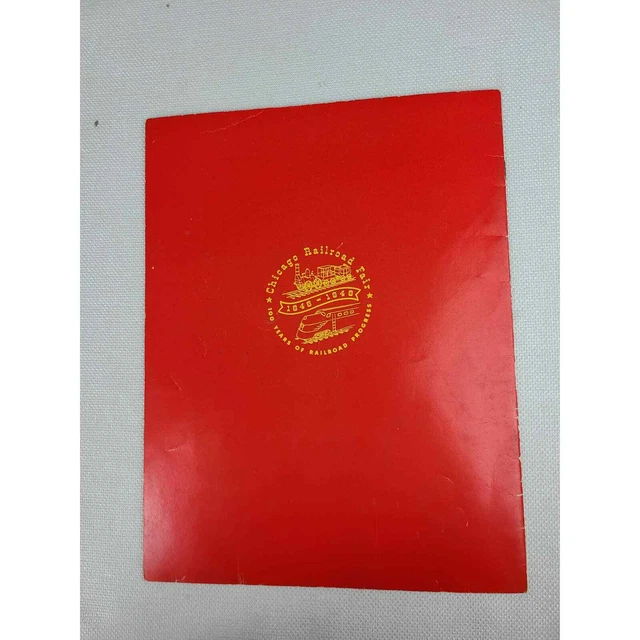 Chicago Railroad Fair
1848-1948
100 YEARS OF RAILROAD PROGRESS